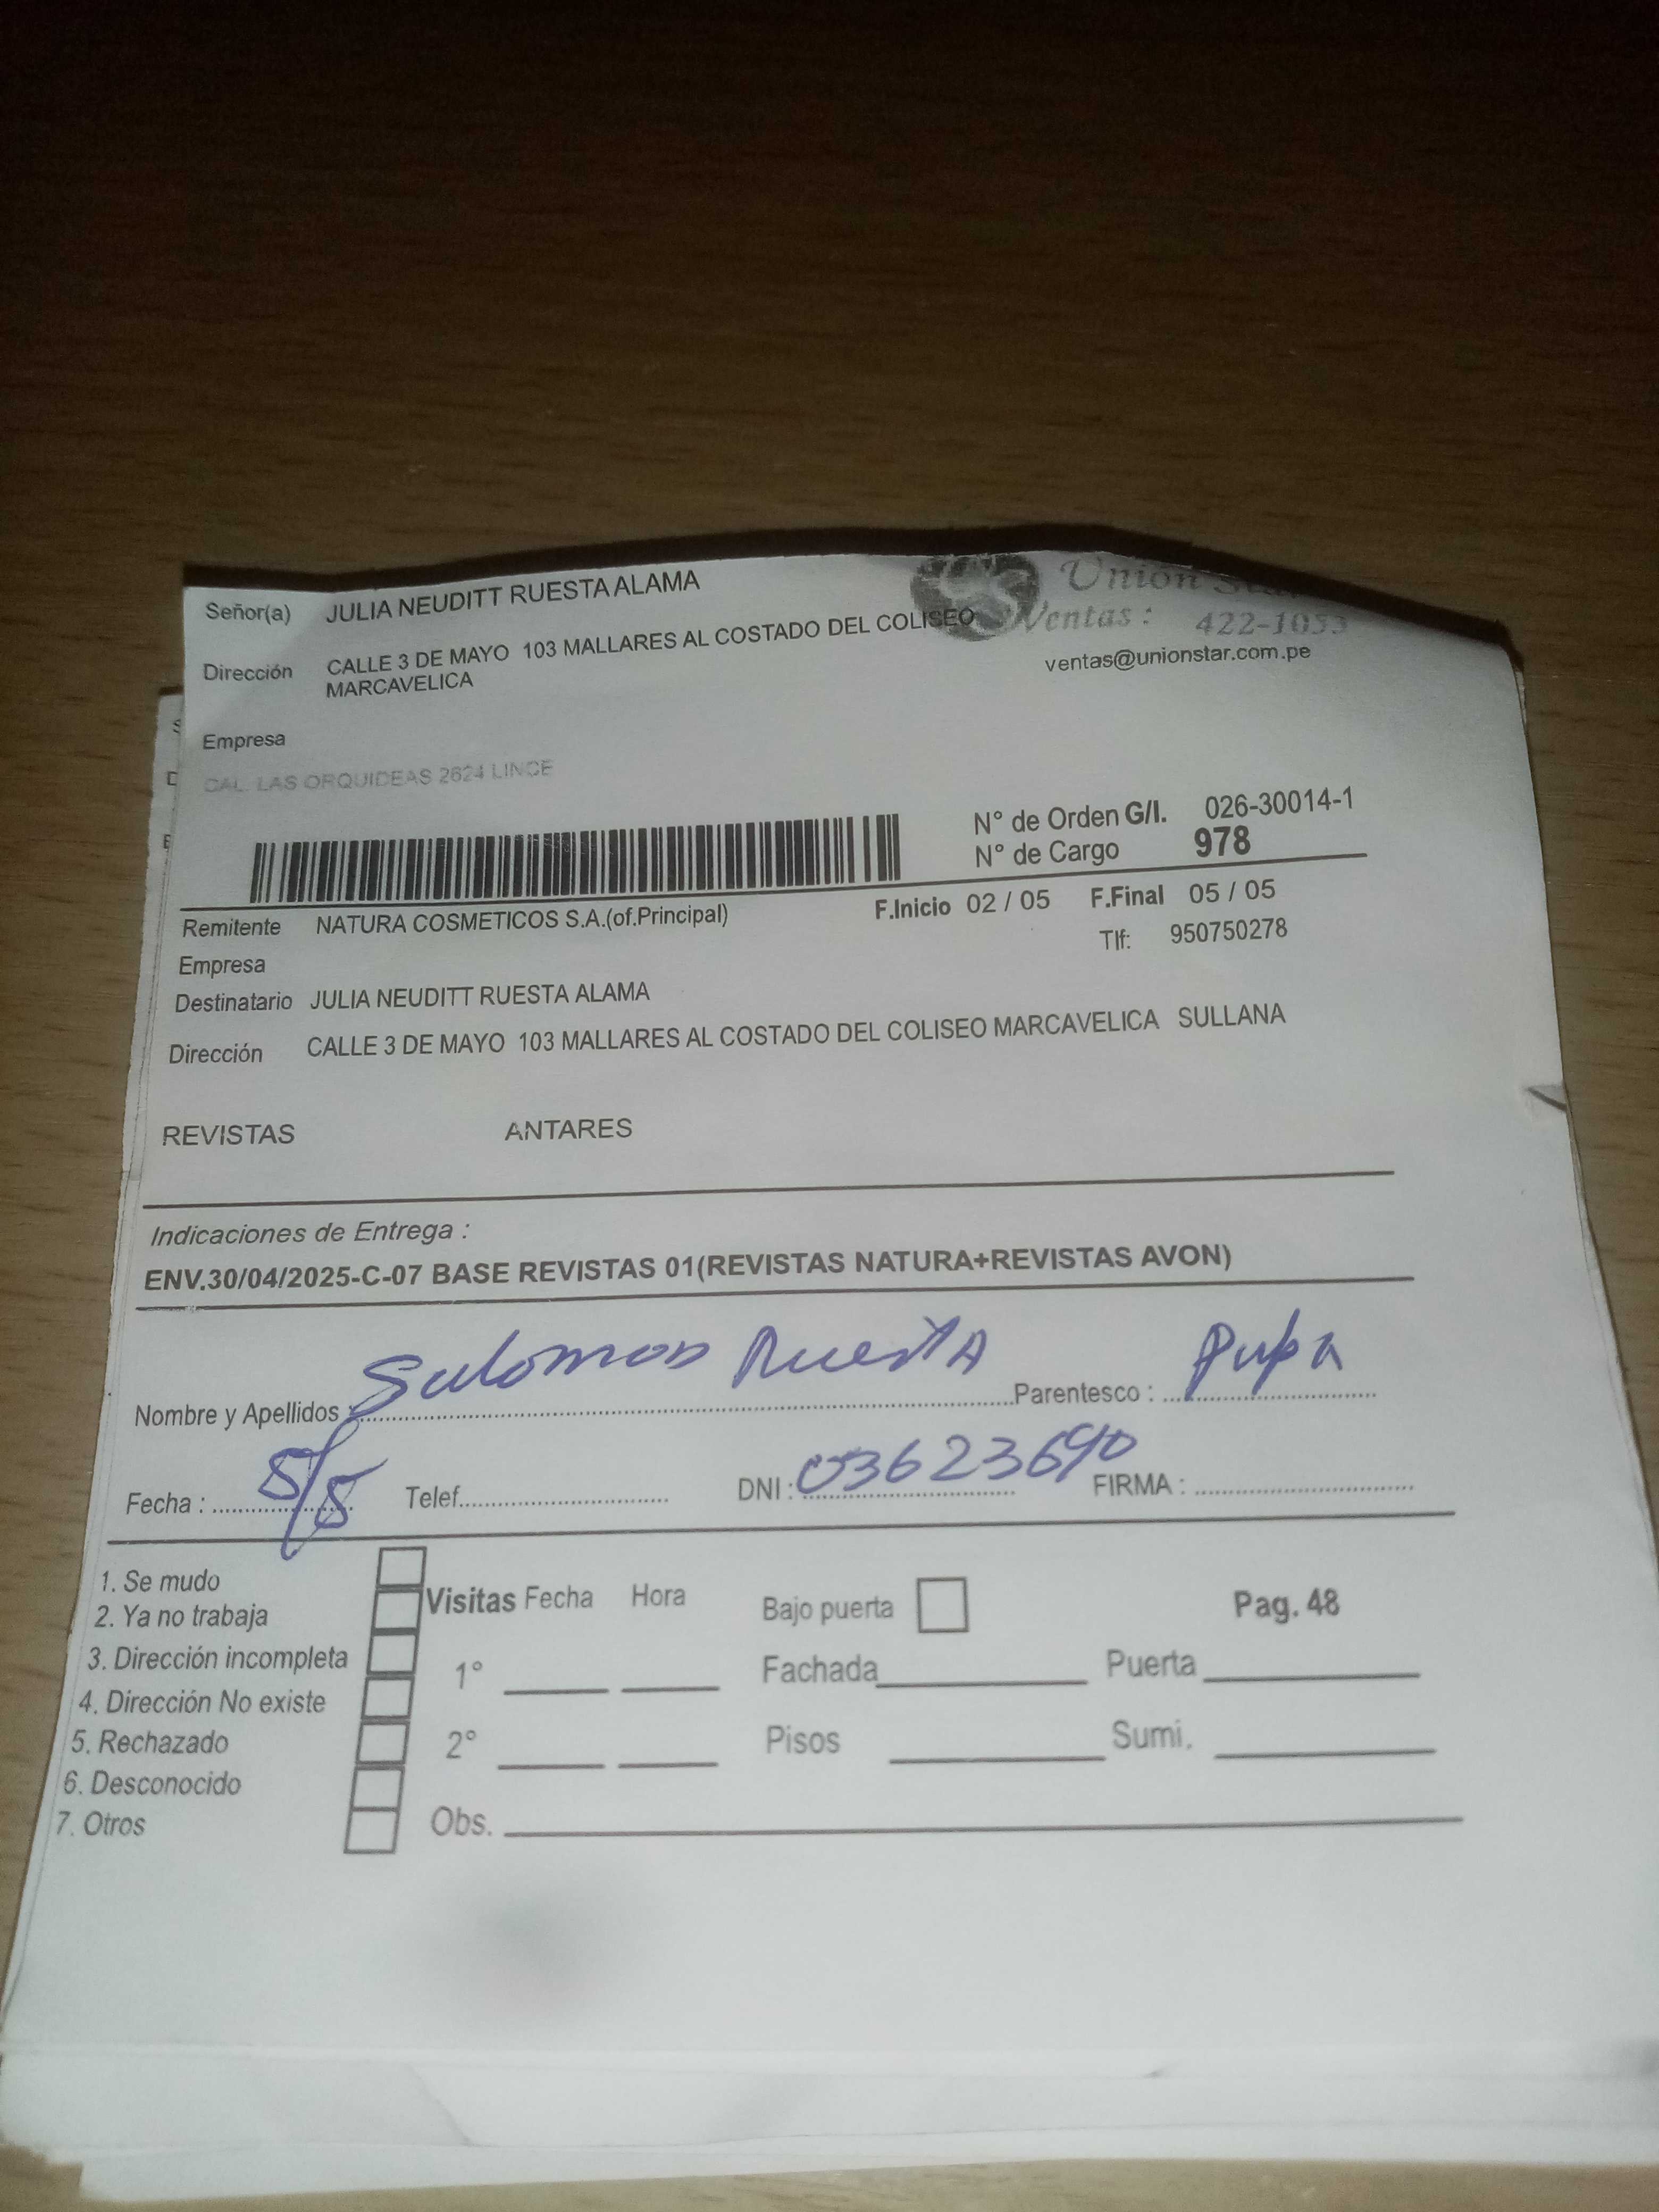 Señor(a) JULIA NEUDITT RUESTA ALAMA
Union
Ventas : 422-1033
ventas@unionstar.com.pe
Dirección CALLE 3 DE MAYO 103 MALLARES AL COSTADO DEL COLISEO
MARCAVELICA
Empresa
CAL. LAS ORQUIDEAS 2624 LINCE
N° de Orden G/I. 026-30014-1
N° de Cargo 978
Remitente NATURA COSMETICOS S.A.(of.Principal) F.Inicio 02 / 05 F.Final 05 / 05
Empresa Tlf: 950750278
Destinatario JULIA NEUDITT RUESTA ALAMA
Dirección CALLE 3 DE MAYO 103 MALLARES AL COSTADO DEL COLISEO MARCAVELICA SULLANA
REVISTAS ANTARES
Indicaciones de Entrega :
ENV.30/04/2025-C-07 BASE REVISTAS 01(REVISTAS NATURA+REVISTAS AVON)
Nombre y Apellidos : Salomon Ruesta Parentesco : Papa
Fecha : 5/5 Telef. DNI : 03623690 FIRMA :
1. Se mudo
2. Ya no trabaja
3. Dirección incompleta
4. Dirección No existe
5. Rechazado
6. Desconocido
7. Otros
Visitas Fecha Hora Bajo puerta Pag. 48
1° Fachada Puerta
2° Pisos Sumi.
Obs.